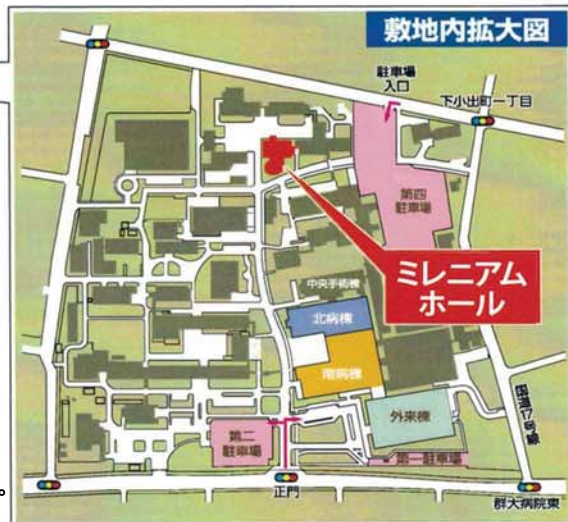 敷地内拡大図
駐車場
入口
下小出町一丁目
第四
駐車場
ミレニアム
ホール
中央手術棟
北病棟
南病棟
外来棟
国道17号線
第二
駐車場
第一駐車場
正門
群大病院東
。